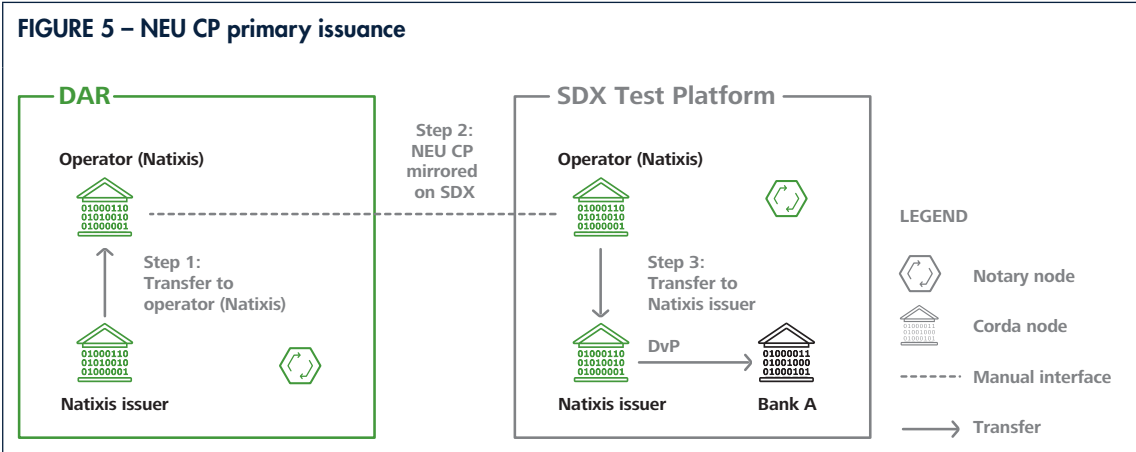 FIGURE 5 – NEU CP primary issuance
DAR
Operator (Natixis)
01000110
01010010
01000001
Step 1:
Transfer to
operator (Natixis)
01000110
01010010
01000001
Natixis issuer
Step 2:
NEU CP
mirrored
on SDX
SDX Test Platform
Operator (Natixis)
01000110
01010010
01000001
Step 3:
Transfer to
Natixis issuer
01000110
01010010
01000001
Natixis issuer
DvP
01000011
01001000
01000101
Bank A
LEGEND
Notary node
01000011
01001000
01000101
Corda node
Manual interface
Transfer